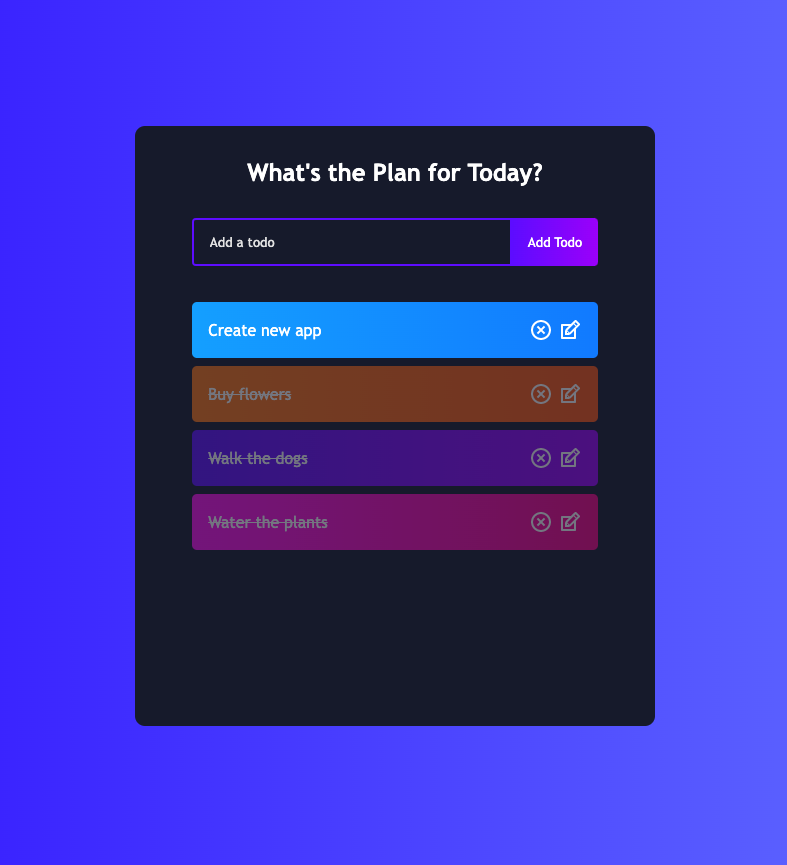 What's the Plan for Today?
Add a todo
Add Todo
Create new app
Buy flowers
Walk the dogs
Water the plants